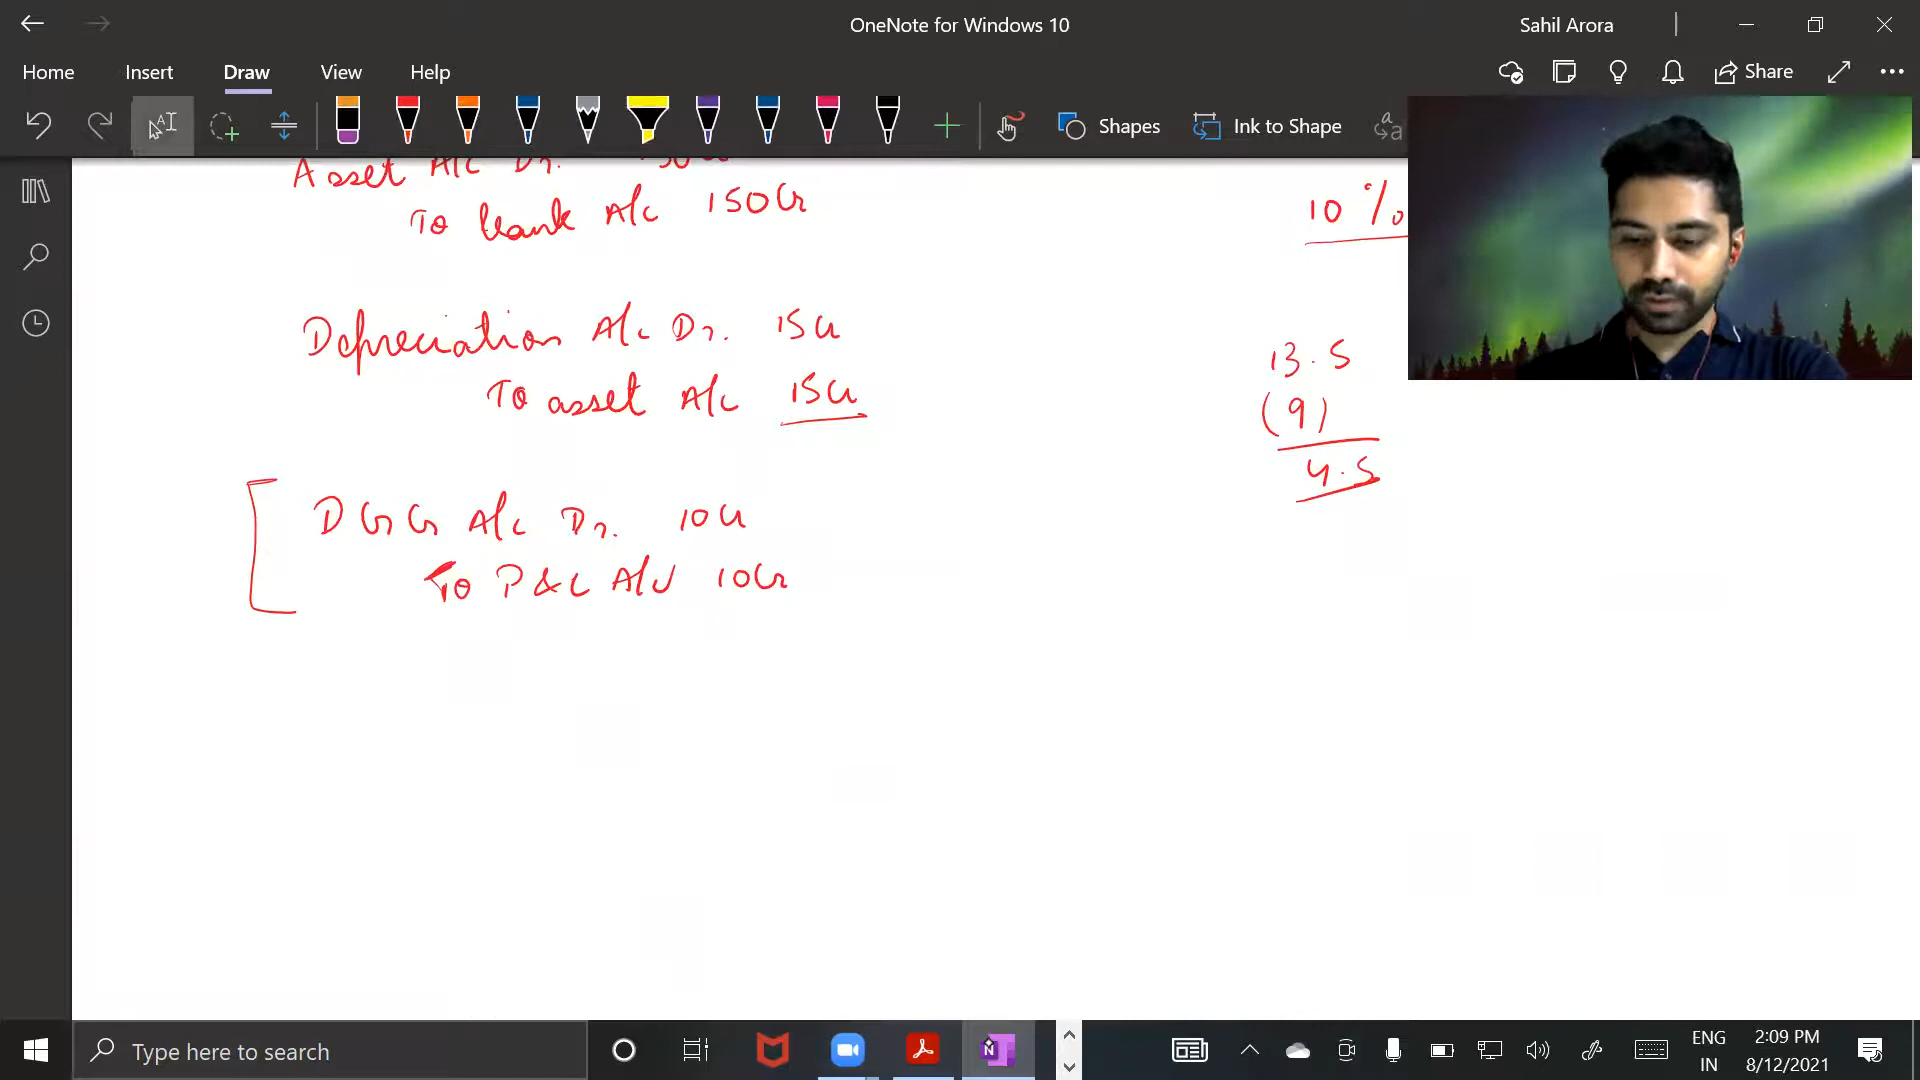 OneNote for Windows 10
Sahil Arora
Home Insert Draw View Help
Share
Shapes
Ink to Shape
Asset A/c Dr.
To bank A/c 150Cr
10%
Depreciation A/c Dr. 15Cr
To asset A/c 15Cr
13.5
(9)
4.5
DGG A/c Dr. 10Cr
To P&L A/c 10Cr
Type here to search
ENG
IN
2:09 PM
8/12/2021